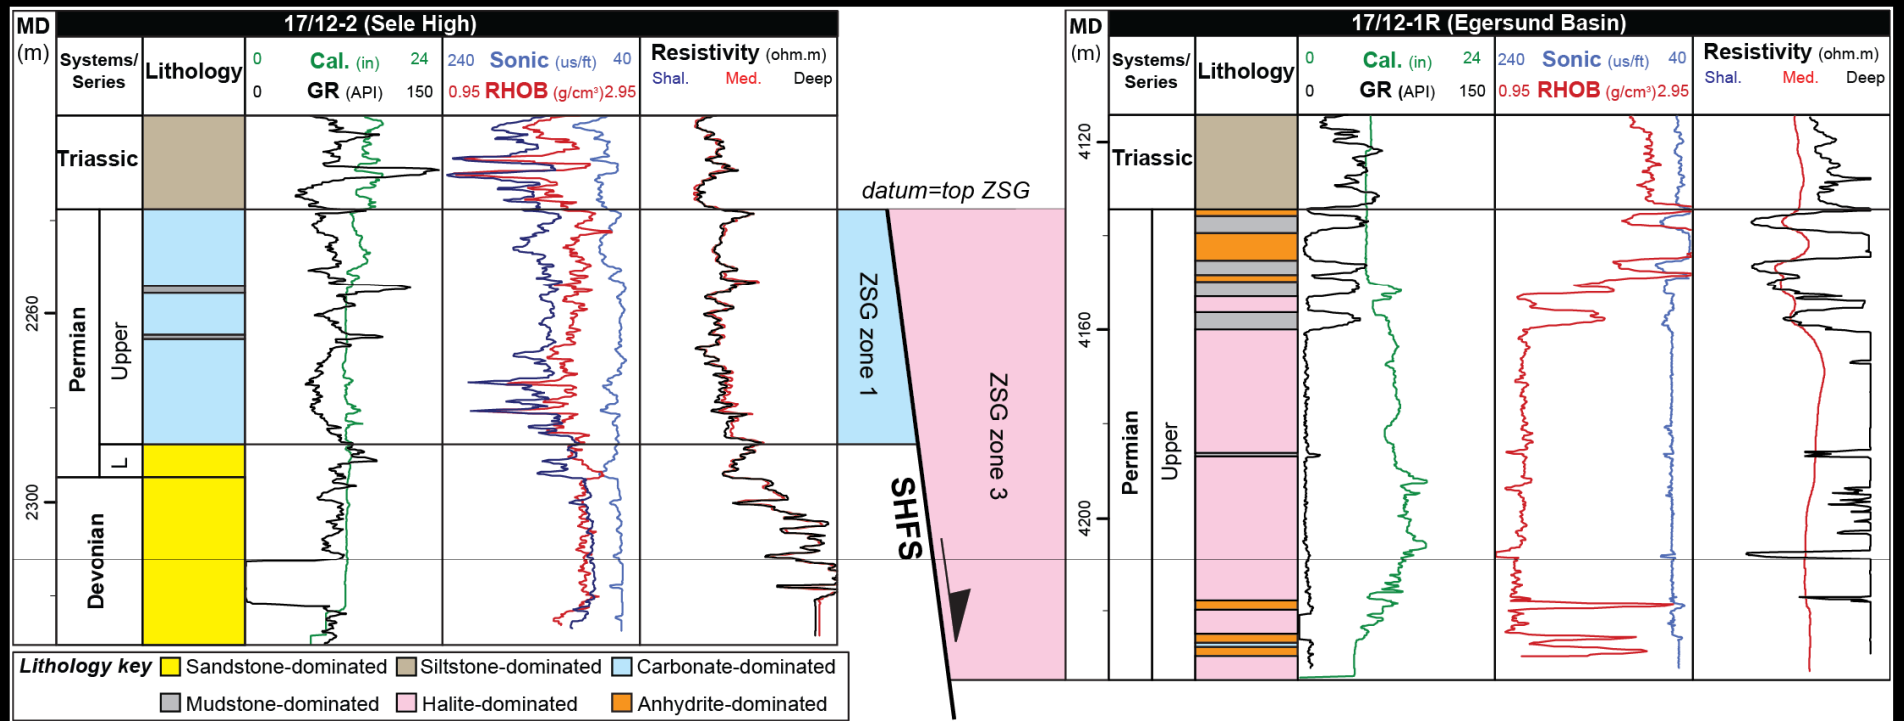 MD
(m)
17/12-2 (Sele High)
Systems/
Series
Lithology
0 Cal. (in) 24
0 GR (API) 150
240 Sonic (us/ft) 40
0.95 RHOB (g/cm³) 2.95
Resistivity (ohm.m)
Shal. Med. Deep
Triassic
Permian
Upper
L
Devonian
2260
2300
datum=top ZSG
ZSG zone 1
ZSG zone 3
SHFS
MD
(m)
17/12-1R (Egersund Basin)
Systems/
Series
Lithology
0 Cal. (in) 24
0 GR (API) 150
240 Sonic (us/ft) 40
0.95 RHOB (g/cm³) 2.95
Resistivity (ohm.m)
Shal. Med. Deep
4120
4160
4200
Triassic
Permian
Upper
Lithology key
Sandstone-dominated
Siltstone-dominated
Carbonate-dominated
Mudstone-dominated
Halite-dominated
Anhydrite-dominated